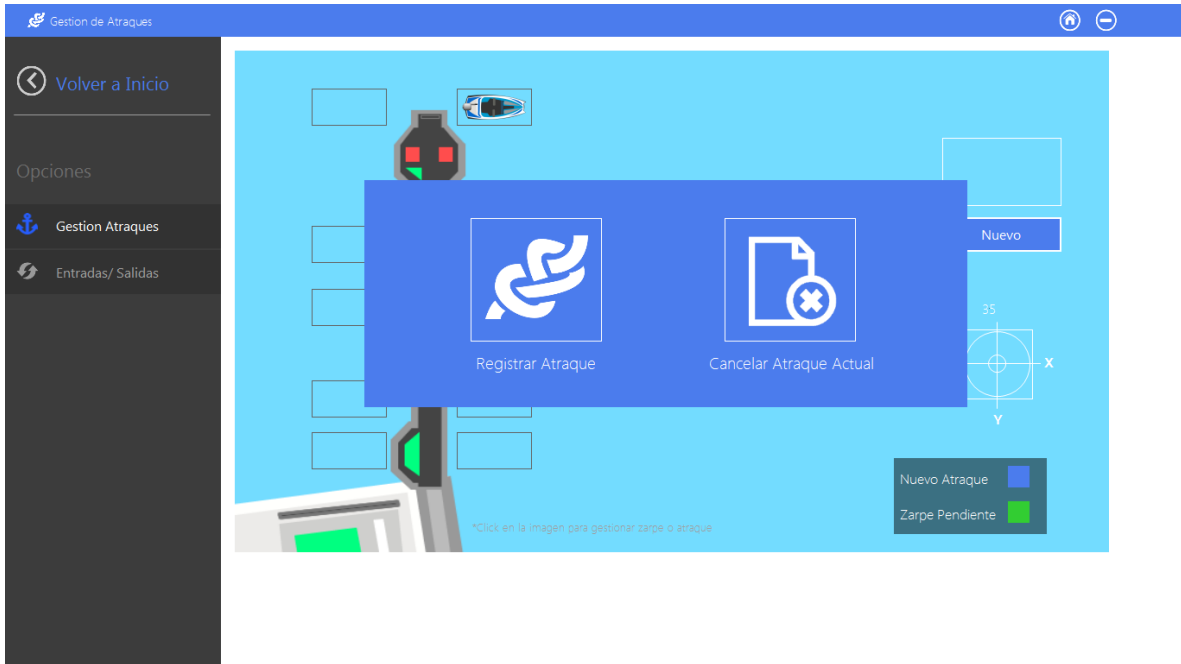 Gestion de Atraques
Volver a Inicio
Opciones
Gestion Atraques
Entradas/ Salidas
Nuevo
Registrar Atraque
Cancelar Atraque Actual
35
X
Y
Nuevo Atraque
Zarpe Pendiente
*Click en la imagen para gestionar zarpe o atraque